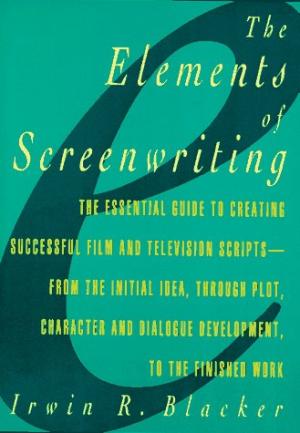 The
Elements
of
Screenwriting
THE ESSENTIAL GUIDE TO CREATING
SUCCESSFUL FILM AND TELEVISION SCRIPTS—
FROM THE INITIAL IDEA, THROUGH PLOT,
CHARACTER AND DIALOGUE DEVELOPMENT,
TO THE FINISHED WORK
Irwin R. Blacker
e